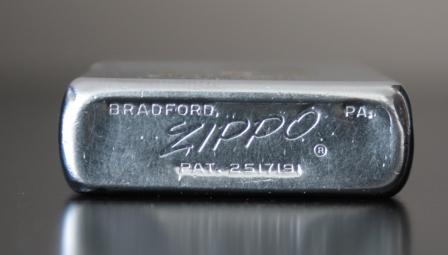 BRADFORD, PA.
ZIPPO ®
PAT. 2517191